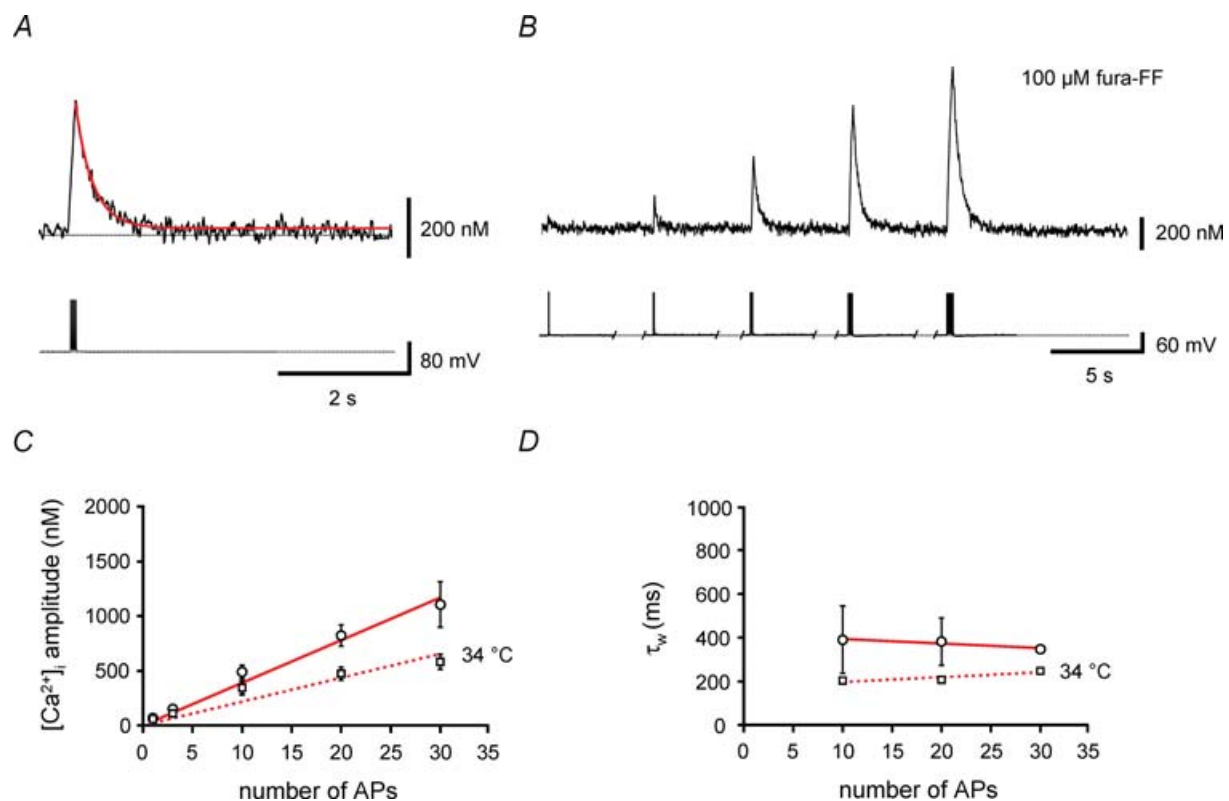 A
B
100 µM fura-FF
200 nM
200 nM
80 mV
2 s
60 mV
5 s
C
D
[Ca²⁺]ᵢ amplitude (nM)
2000
1500
1000
500
0
34 °C
0 5 10 15 20 25 30 35
number of APs
τw (ms)
1000
800
600
400
200
0
34 °C
0 5 10 15 20 25 30 35
number of APs